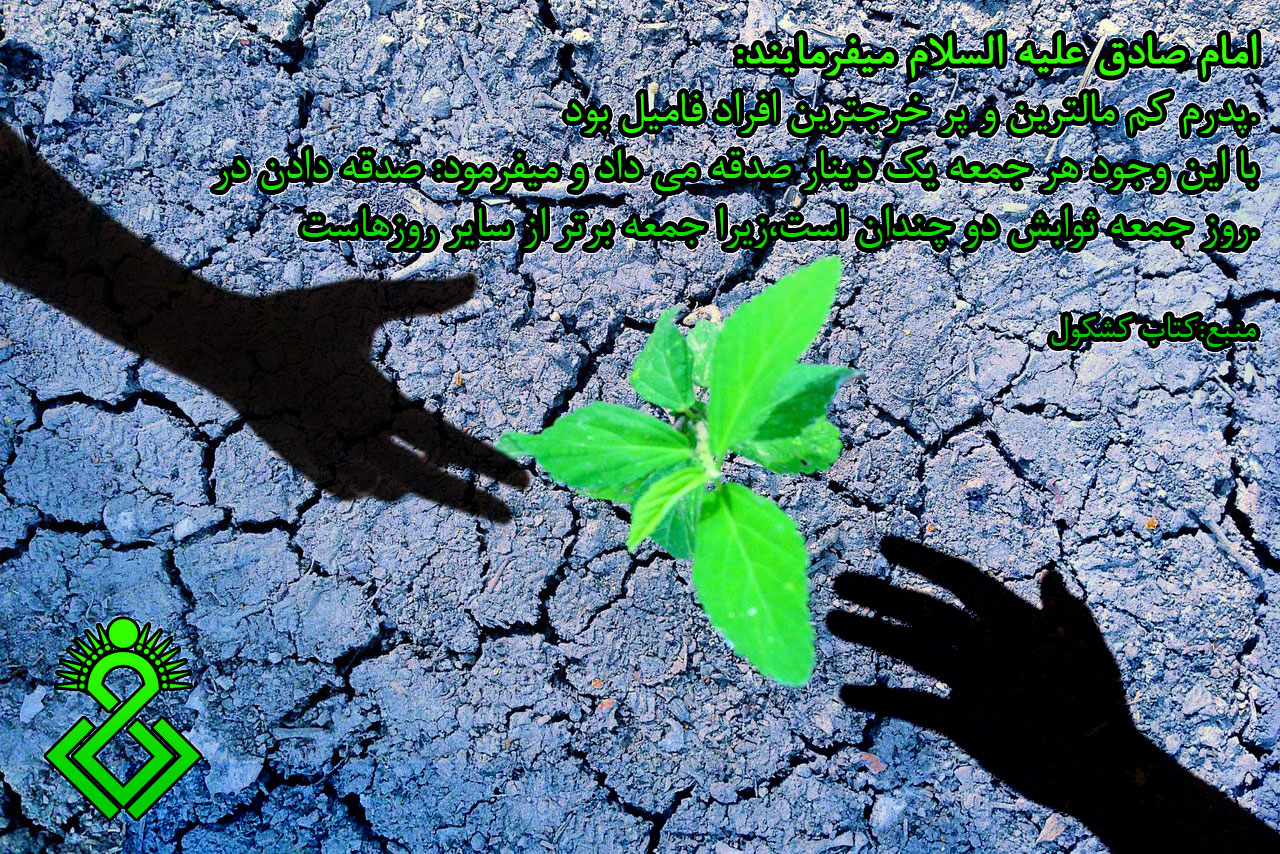 امام صادق علیه السلام میفرمایند:
پدرم کم مالترین و پر خرجترین افراد فامیل بود.
با این وجود هر جمعه یک دینار صدقه می داد و میفرمود: صدقه دادن در
روز جمعه ثوابش دو چندان است،زیرا جمعه برتر از سایر روزهاست.
منبع:کتاب کشکول